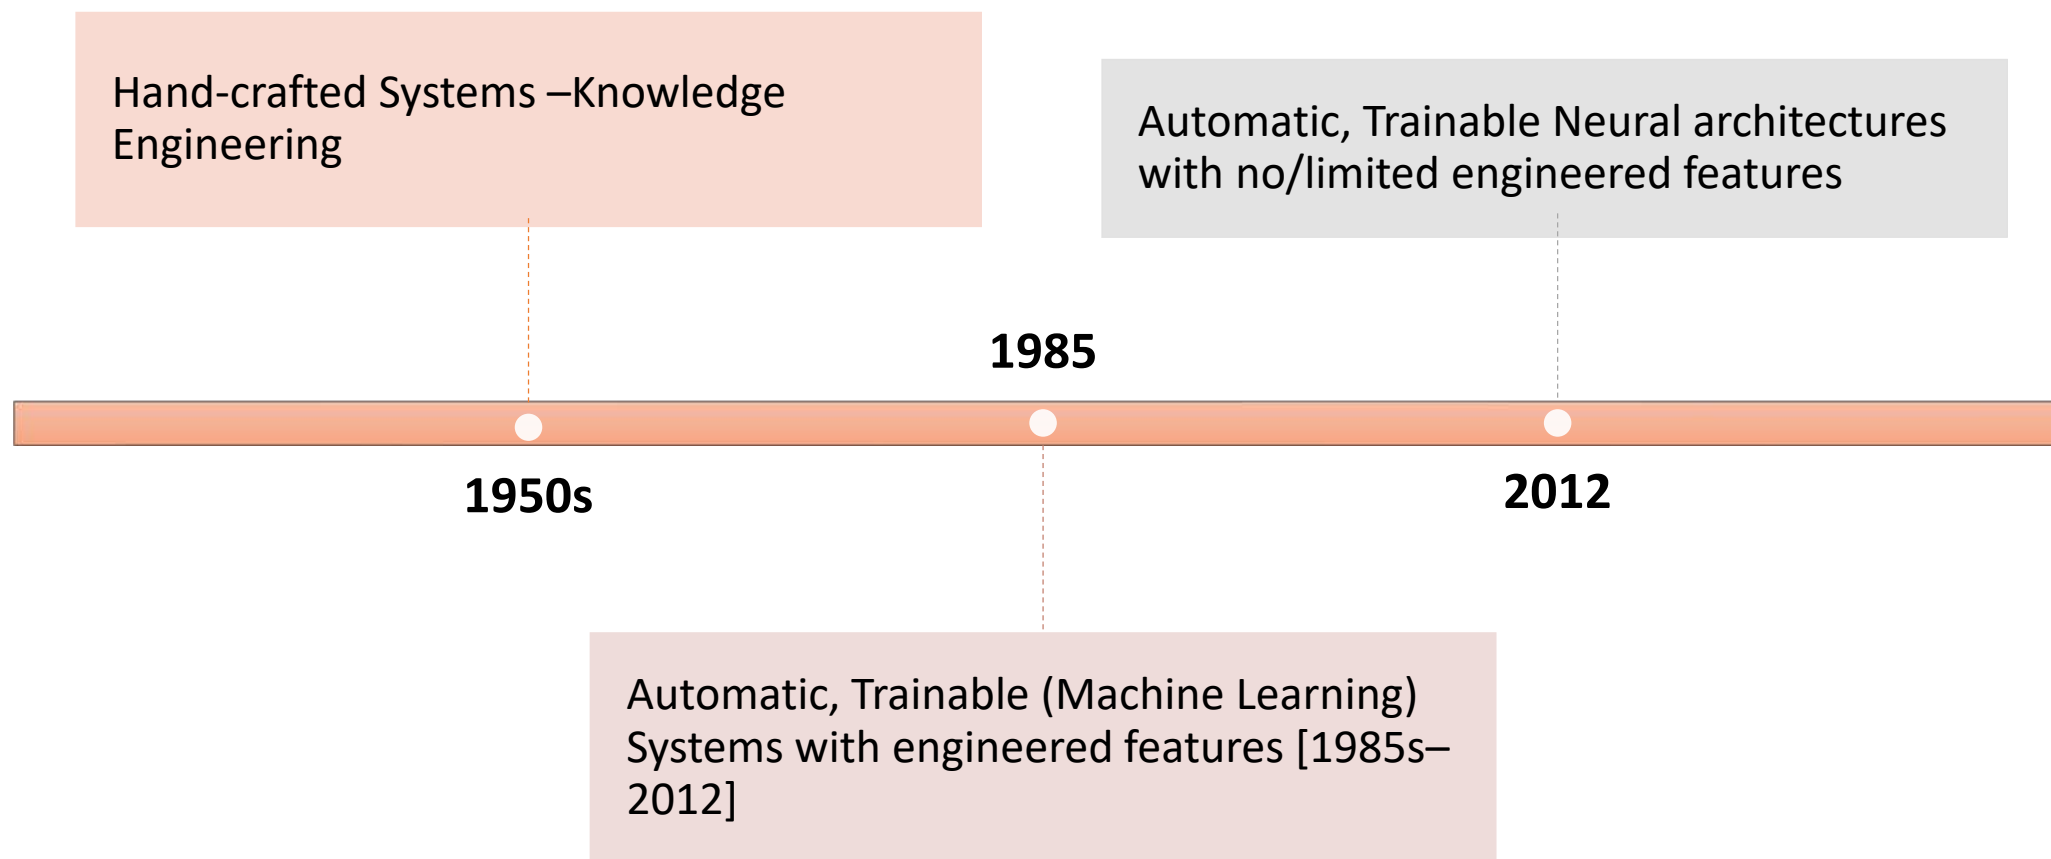 Hand-crafted Systems –Knowledge
Engineering
Automatic, Trainable Neural architectures
with no/limited engineered features
1985
1950s
2012
Automatic, Trainable (Machine Learning)
Systems with engineered features [1985s–
2012]